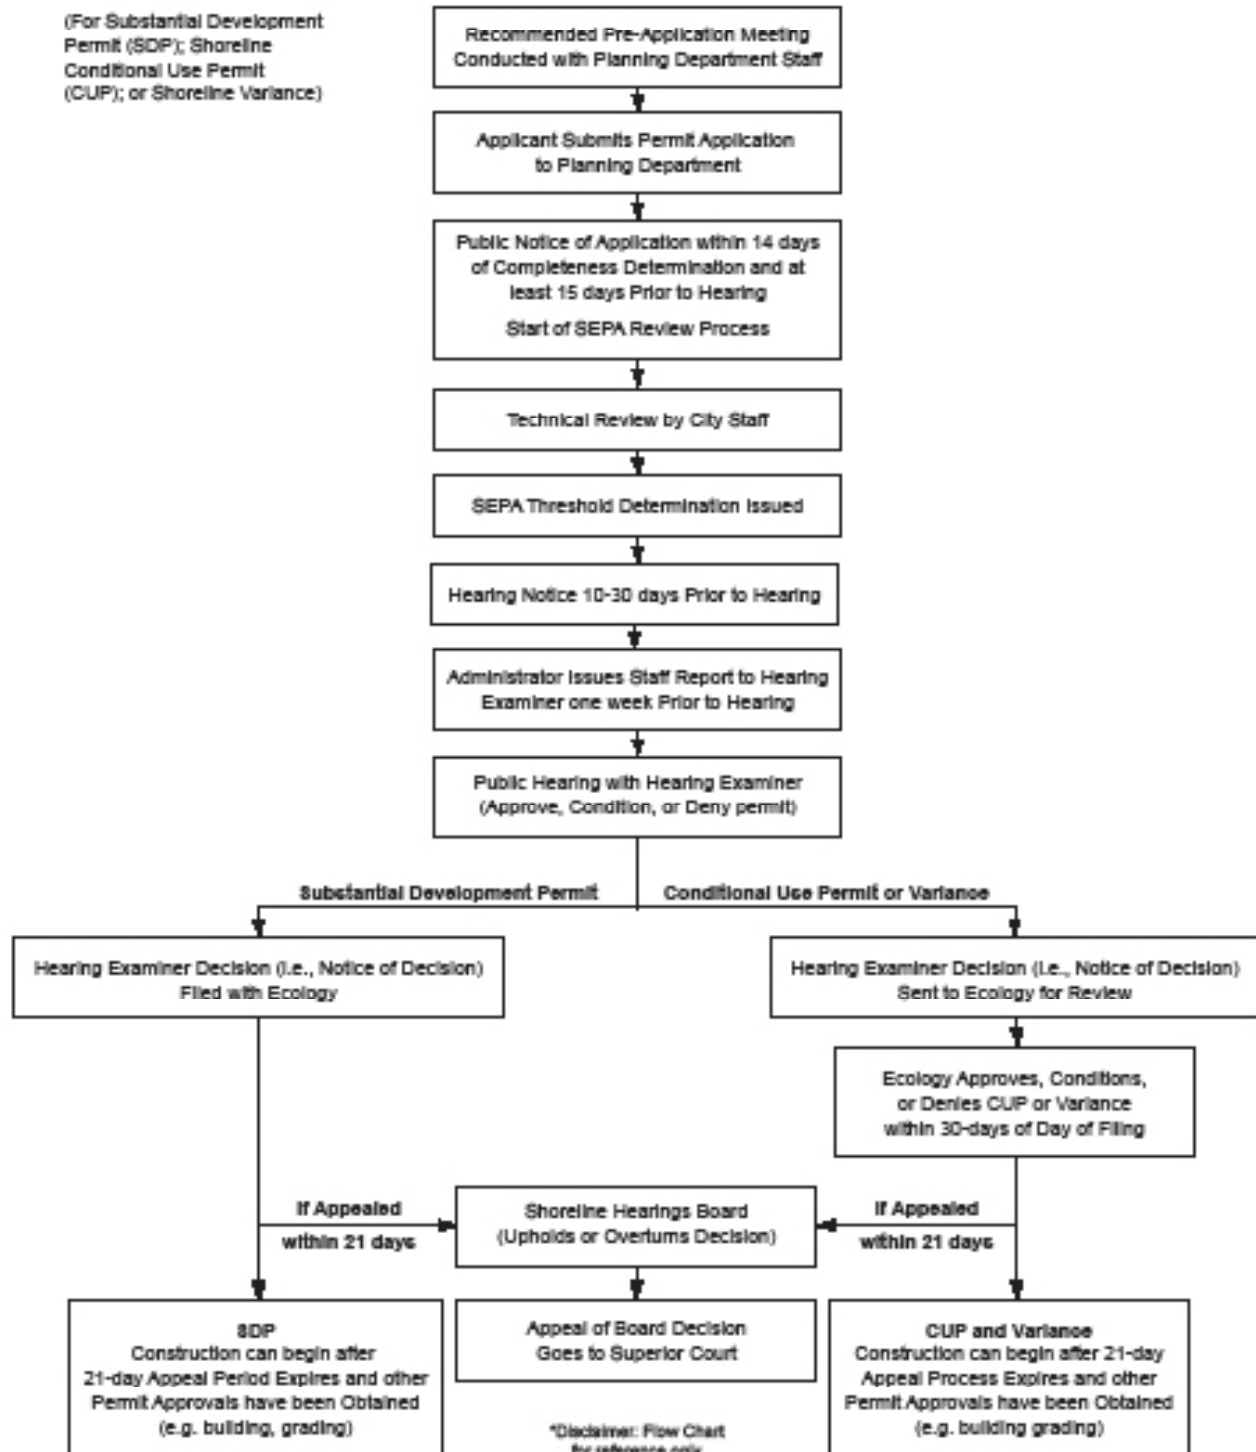 (For Substantial Development
Permit (SDP); Shoreline
Conditional Use Permit
(CUP); or Shoreline Variance)
Recommended Pre-Application Meeting
Conducted with Planning Department Staff
Applicant Submits Permit Application
to Planning Department
Public Notice of Application within 14 days
of Completeness Determination and at
least 15 days Prior to Hearing
Start of SEPA Review Process
Technical Review by City Staff
SEPA Threshold Determination Issued
Hearing Notice 10-30 days Prior to Hearing
Administrator Issues Staff Report to Hearing
Examiner one week Prior to Hearing
Public Hearing with Hearing Examiner
(Approve, Condition, or Deny permit)
Substantial Development Permit
Conditional Use Permit or Variance
Hearing Examiner Decision (i.e., Notice of Decision)
Filed with Ecology
Hearing Examiner Decision (i.e., Notice of Decision)
Sent to Ecology for Review
Ecology Approves, Conditions,
or Denies CUP or Variance
within 30-days of Day of Filing
If Appealed
within 21 days
Shoreline Hearings Board
(Upholds or Overturns Decision)
If Appealed
within 21 days
SDP
Construction can begin after
21-day Appeal Period Expires and other
Permit Approvals have been Obtained
(e.g. building, grading)
Appeal of Board Decision
Goes to Superior Court
CUP and Variance
Construction can begin after 21-day
Appeal Process Expires and other
Permit Approvals have been Obtained
(e.g. building grading)
*Disclaimer: Flow Chart
for reference only